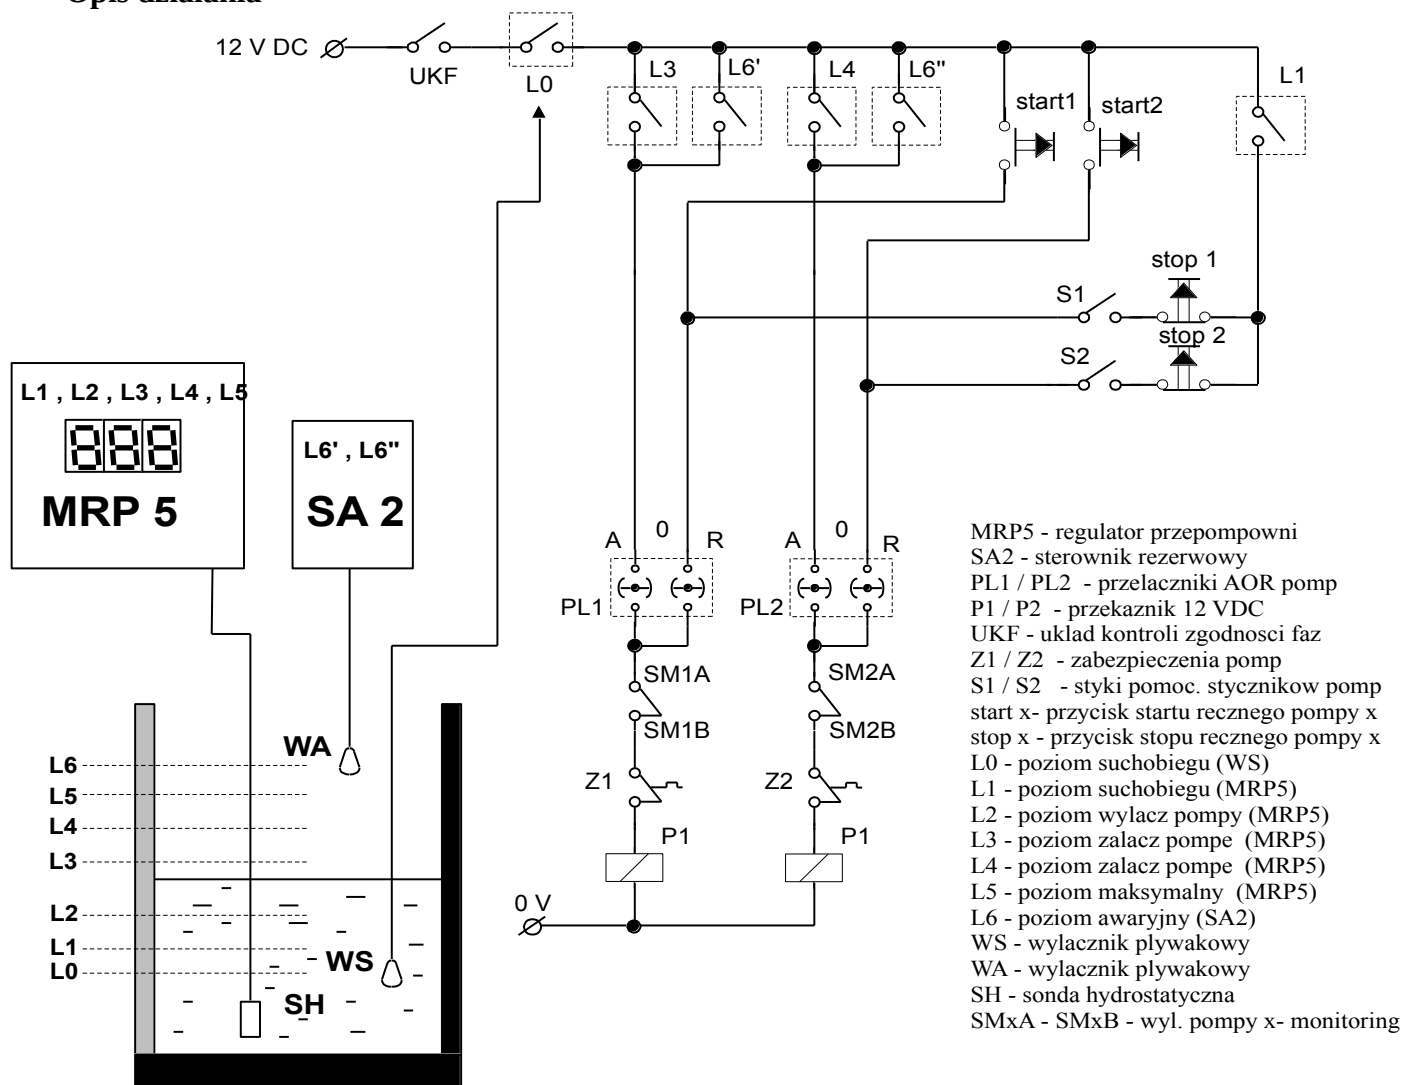 Opis działania
12 V DC
UKF
L0
L3
L6'
L4
L6"
start1
start2
L1
stop 1
S1
stop 2
S2
L1 , L2 , L3 , L4 , L5
888
MRP 5
L6' , L6"
SA 2
A
0
R
PL1
A
0
R
PL2
SM1A
SM1B
SM2A
SM2B
Z1
Z2
P1
P1
0 V
WA
L6
L5
L4
L3
L2
L1
L0
WS
SH
MRP5 - regulator przepompowni
SA2 - sterownik rezerwowy
PL1 / PL2 - przelaczniki AOR pomp
P1 / P2 - przekaznik 12 VDC
UKF - uklad kontroli zgodnosci faz
Z1 / Z2 - zabezpieczenia pomp
S1 / S2 - styki pomoc. stycznikow pomp
start x- przycisk startu recznego pompy x
stop x - przycisk stopu recznego pompy x
L0 - poziom suchobiegu (WS)
L1 - poziom suchobiegu (MRP5)
L2 - poziom wylacz pompy (MRP5)
L3 - poziom zalacz pompe (MRP5)
L4 - poziom zalacz pompe (MRP5)
L5 - poziom maksymalny (MRP5)
L6 - poziom awaryjny (SA2)
WS - wylacznik plywakowy
WA - wylacznik plywakowy
SH - sonda hydrostatyczna
SMxA - SMxB - wyl. pompy x- monitoring